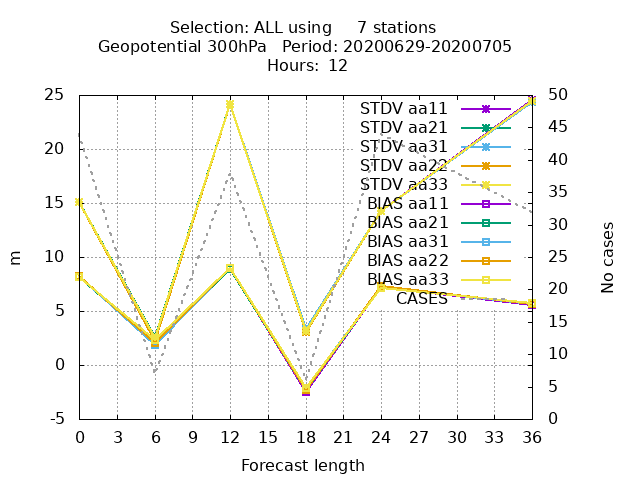 Selection: ALL using     7 stations
Geopotential 300hPa   Period: 20200629-20200705
Hours:  12
25
20
15
10
5
0
-5
m
50
45
40
35
30
25
20
15
10
5
0
No cases
STDV aa11
STDV aa21
STDV aa31
STDV aa22
STDV aa33
BIAS aa11
BIAS aa21
BIAS aa31
BIAS aa22
BIAS aa33
CASES
0 3 6 9 12 15 18 21 24 27 30 33 36
Forecast length